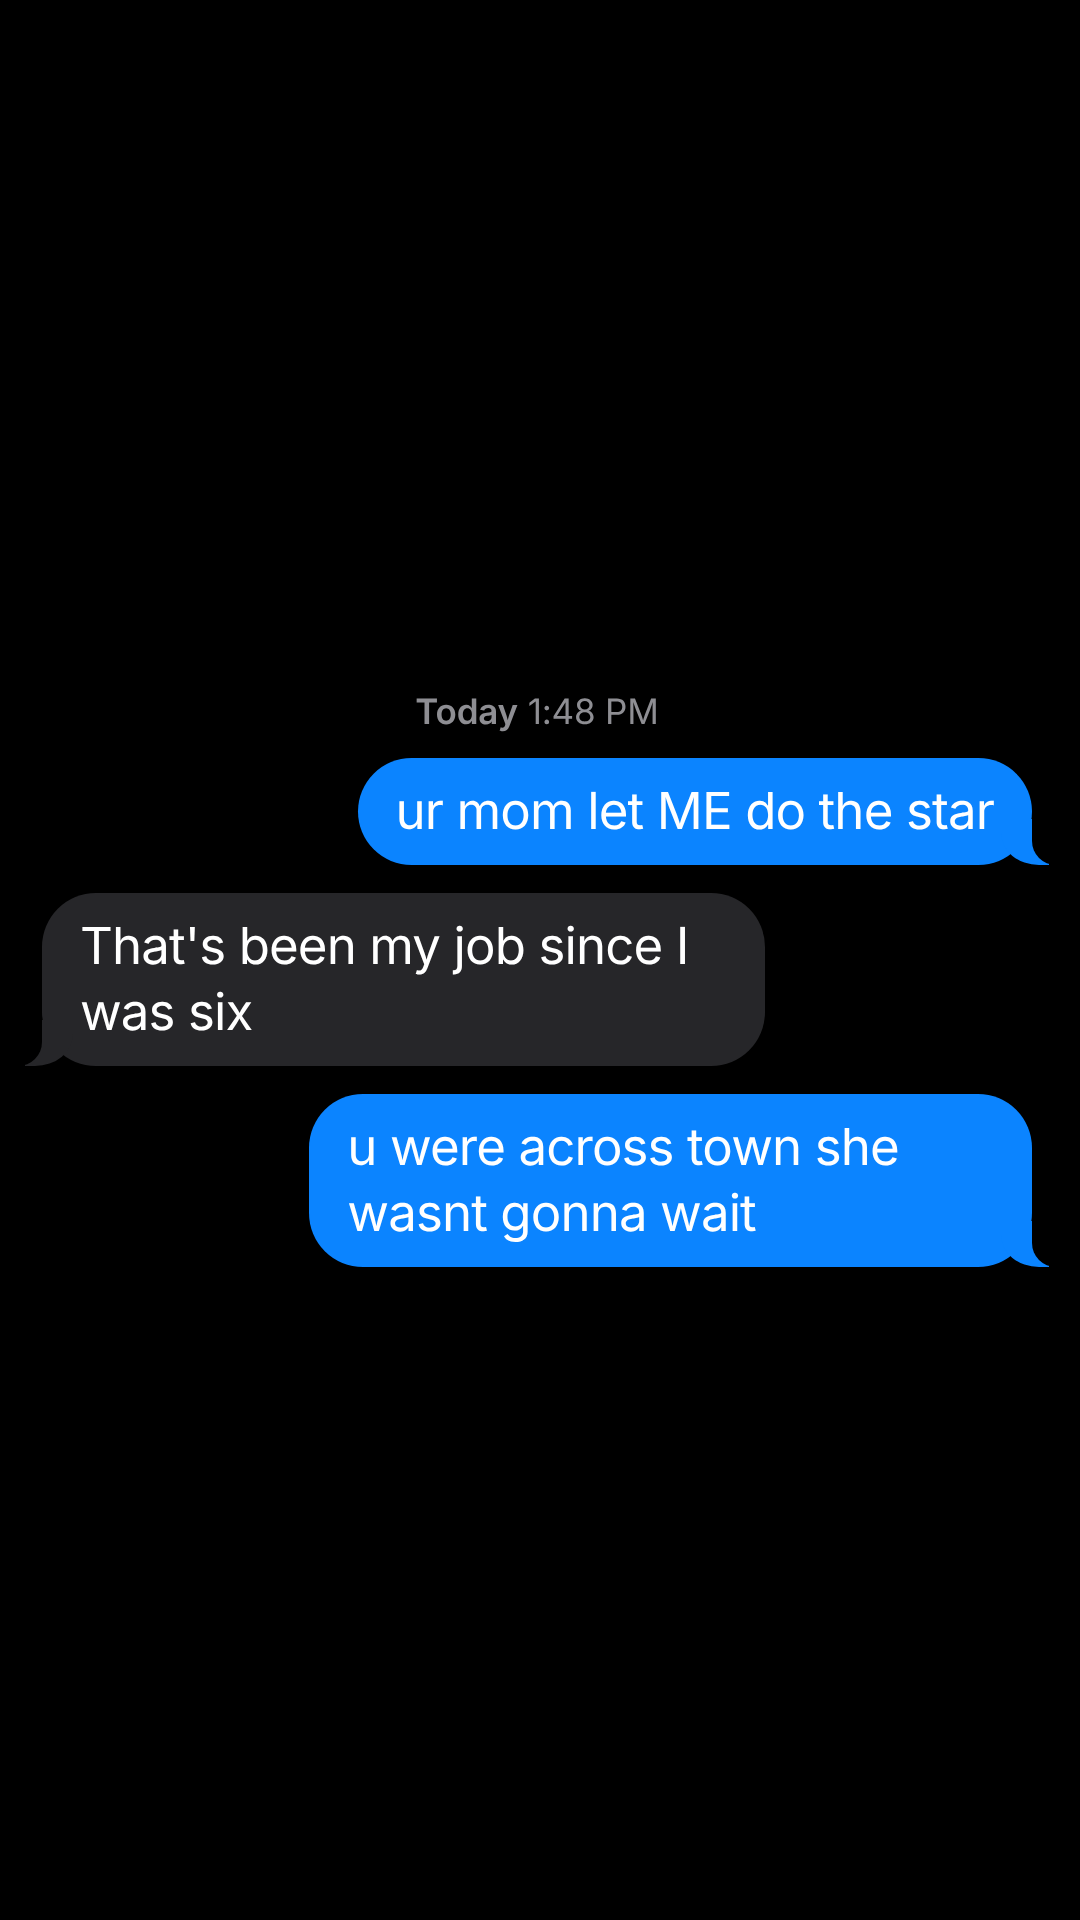 Today 1:48 PM
ur mom let ME do the star
That's been my job since I
was six
u were across town she
wasnt gonna wait